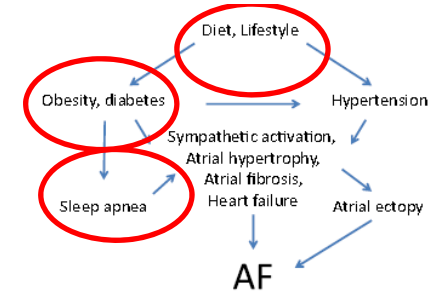 Diet, Lifestyle
Obesity, diabetes
Hypertension
Sympathetic activation,
Atrial hypertrophy,
Atrial fibrosis,
Heart failure
Sleep apnea
Atrial ectopy
AF